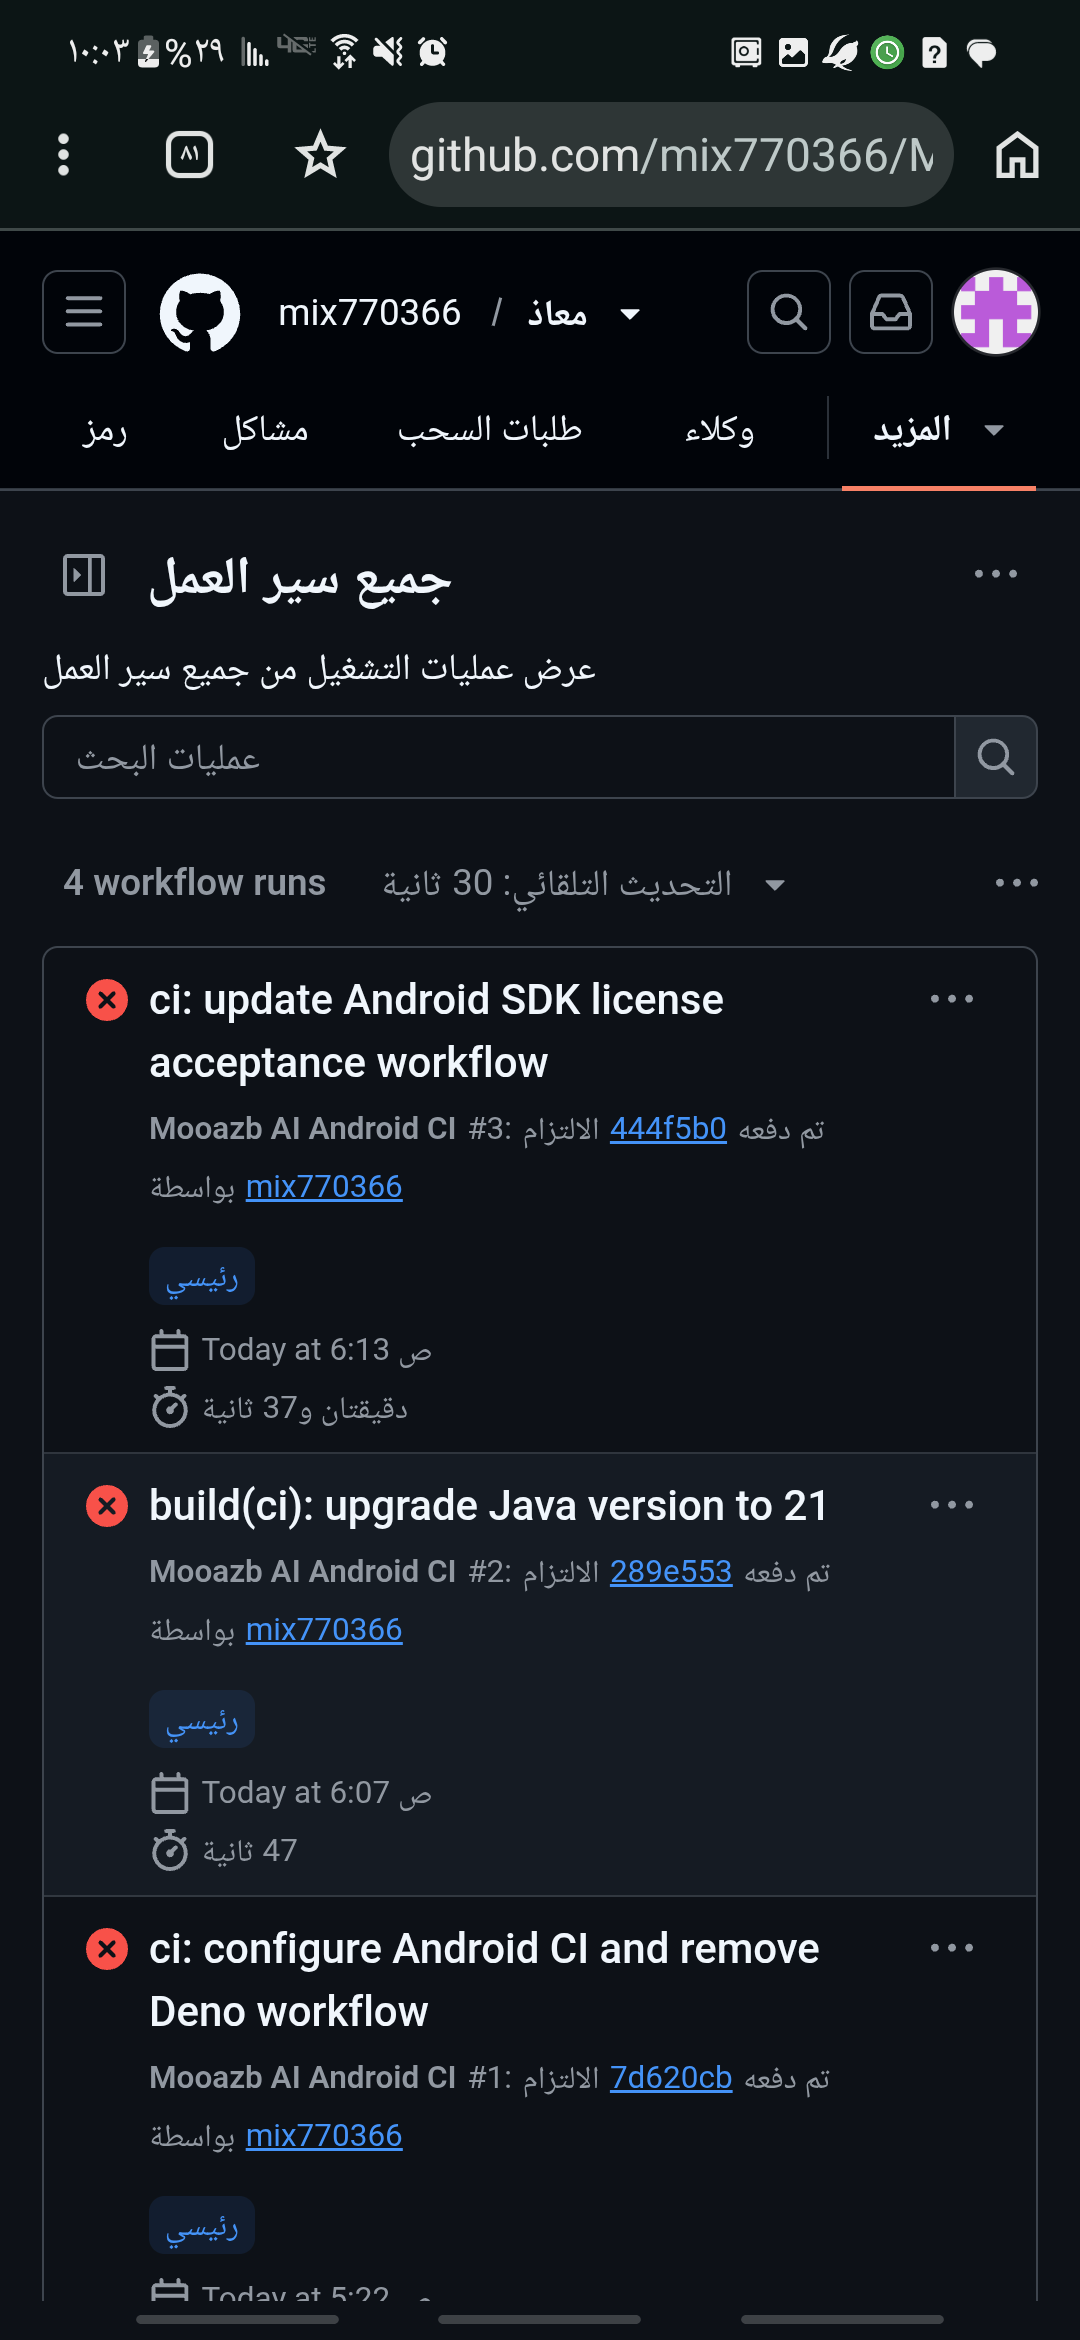 ١٠:٠٣ %٢٩
٨١
github.com/mix770366/M
mix770366 / معاذ
رمز مشاكل طلبات السحب وكلاء المزيد
جميع سير العمل
عرض عمليات التشغيل من جميع سير العمل
عمليات البحث
4 workflow runs التحديث التلقائي: 30 ثانية
ci: update Android SDK license
acceptance workflow
Mooazb AI Android CI #3: الالتزام 444f5b0 تم دفعه
بواسطة mix770366
رئيسي
Today at 6:13 ص
دقيقتان و37 ثانية
build(ci): upgrade Java version to 21
Mooazb AI Android CI #2: الالتزام 289e553 تم دفعه
بواسطة mix770366
رئيسي
Today at 6:07 ص
47 ثانية
ci: configure Android CI and remove
Deno workflow
Mooazb AI Android CI #1: الالتزام 7d620cb تم دفعه
بواسطة mix770366
رئيسي
Today at 5:22